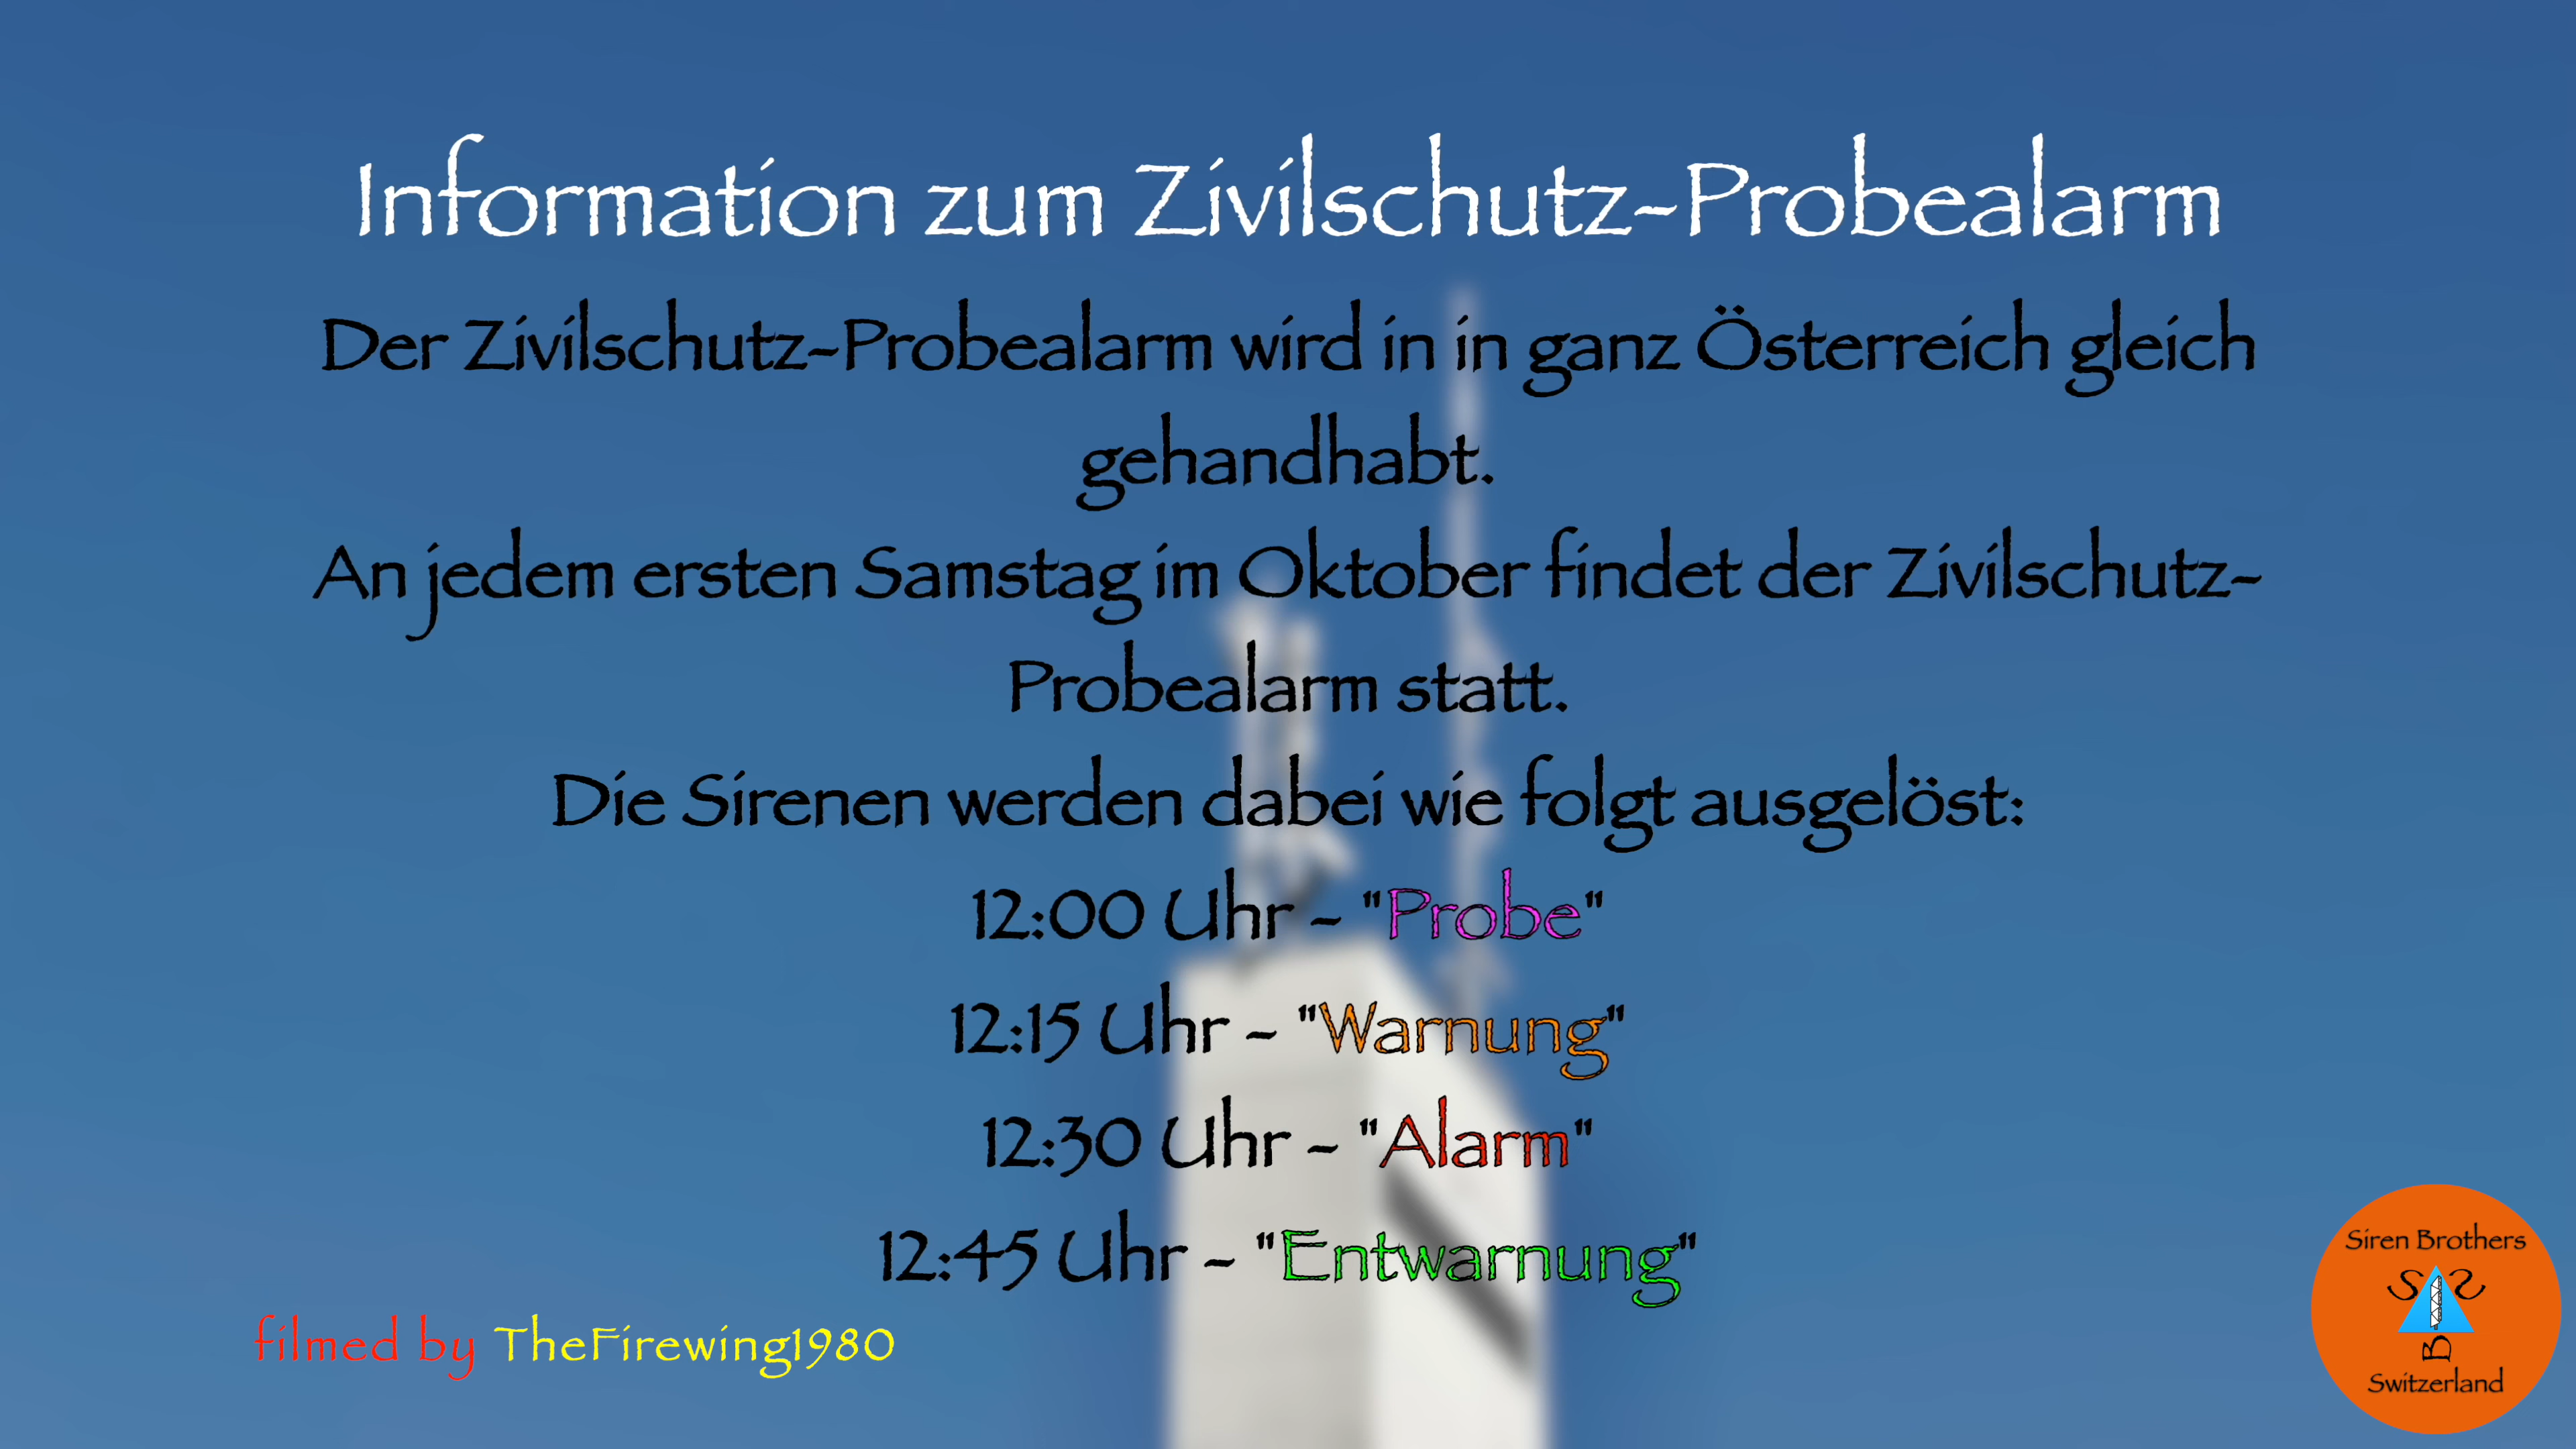 Information zum Zivilschutz-Probealarm
Der Zivilschutz-Probealarm wird in in ganz Österreich gleich
gehandhabt.
An jedem ersten Samstag im Oktober findet der Zivilschutz-
Probealarm statt.
Die Sirenen werden dabei wie folgt ausgelöst:
12:00 Uhr - "Probe"
12:15 Uhr - "Warnung"
12:30 Uhr - "Alarm"
12:45 Uhr - "Entwarnung"
filmed by TheFirewing1980
Siren Brothers
S S
B
Switzerland